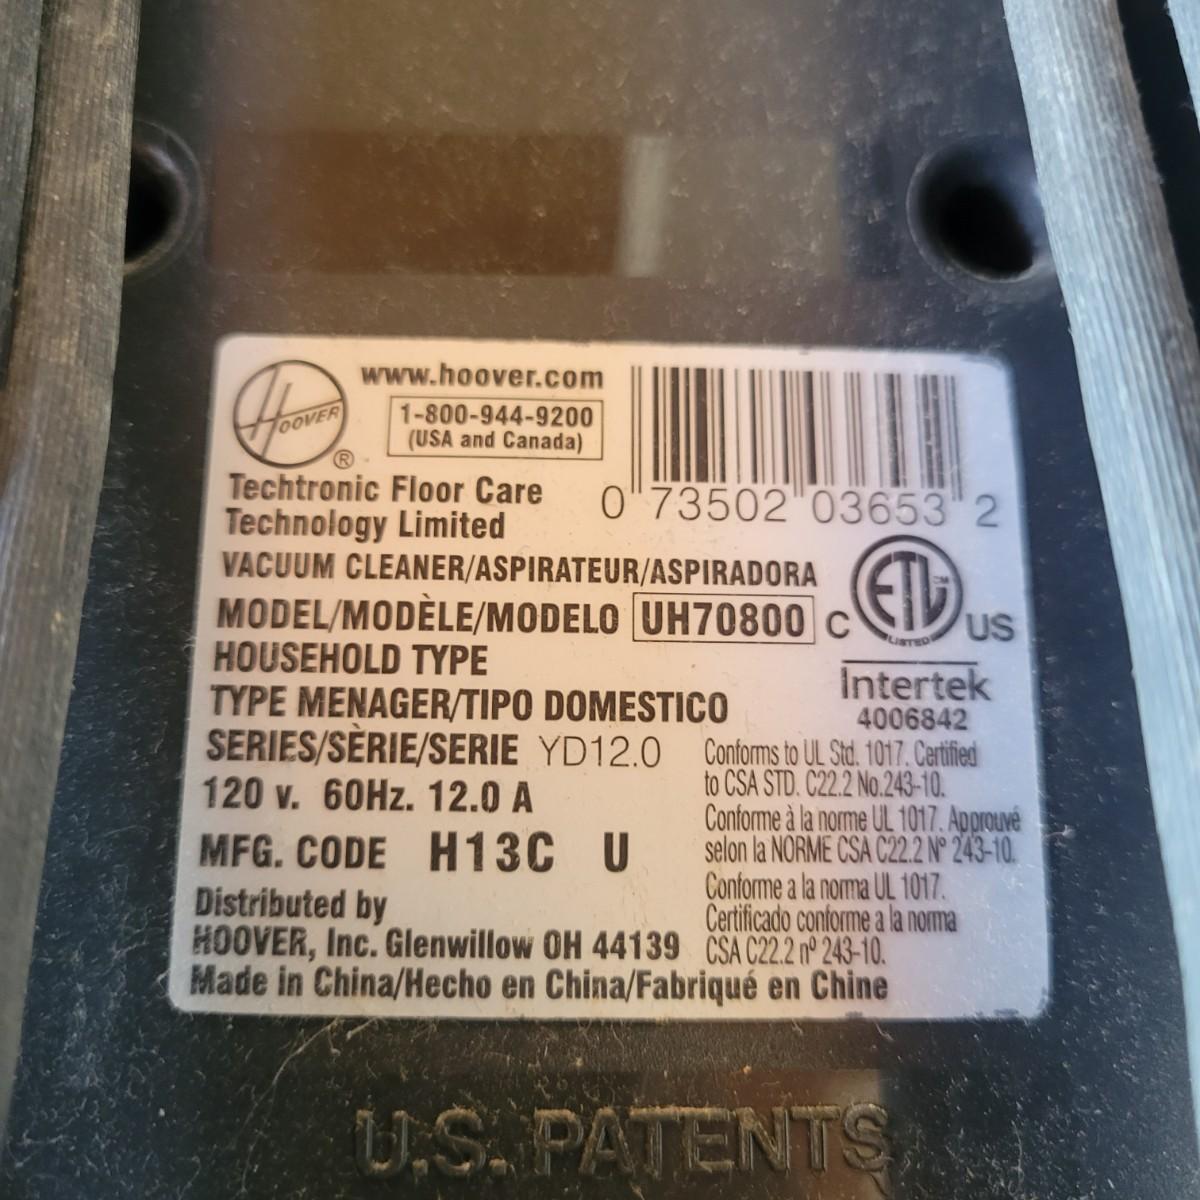 HOOVER
®
www.hoover.com
1-800-944-9200
(USA and Canada)
0 73502 03653 2
Techtronic Floor Care
Technology Limited
VACUUM CLEANER/ASPIRATEUR/ASPIRADORA
MODEL/MODÈLE/MODELO UH70800
C ETL US
CM
LISTED
HOUSEHOLD TYPE
TYPE MENAGER/TIPO DOMESTICO
Intertek
4006842
SERIES/SÈRIE/SERIE YD12.0
120 v. 60Hz. 12.0 A
MFG. CODE H13C U
Conforms to UL Std. 1017. Certified
to CSA STD. C22.2 No.243-10.
Conforme à la norme UL 1017. Approuvé
selon la NORME CSA C22.2 N° 243-10.
Conforme a la norma UL 1017.
Certificado conforme a la norma
CSA C22.2 nº 243-10.
Distributed by
HOOVER, Inc. Glenwillow OH 44139
Made in China/Hecho en China/Fabriqué en Chine
U.S. PATENTS